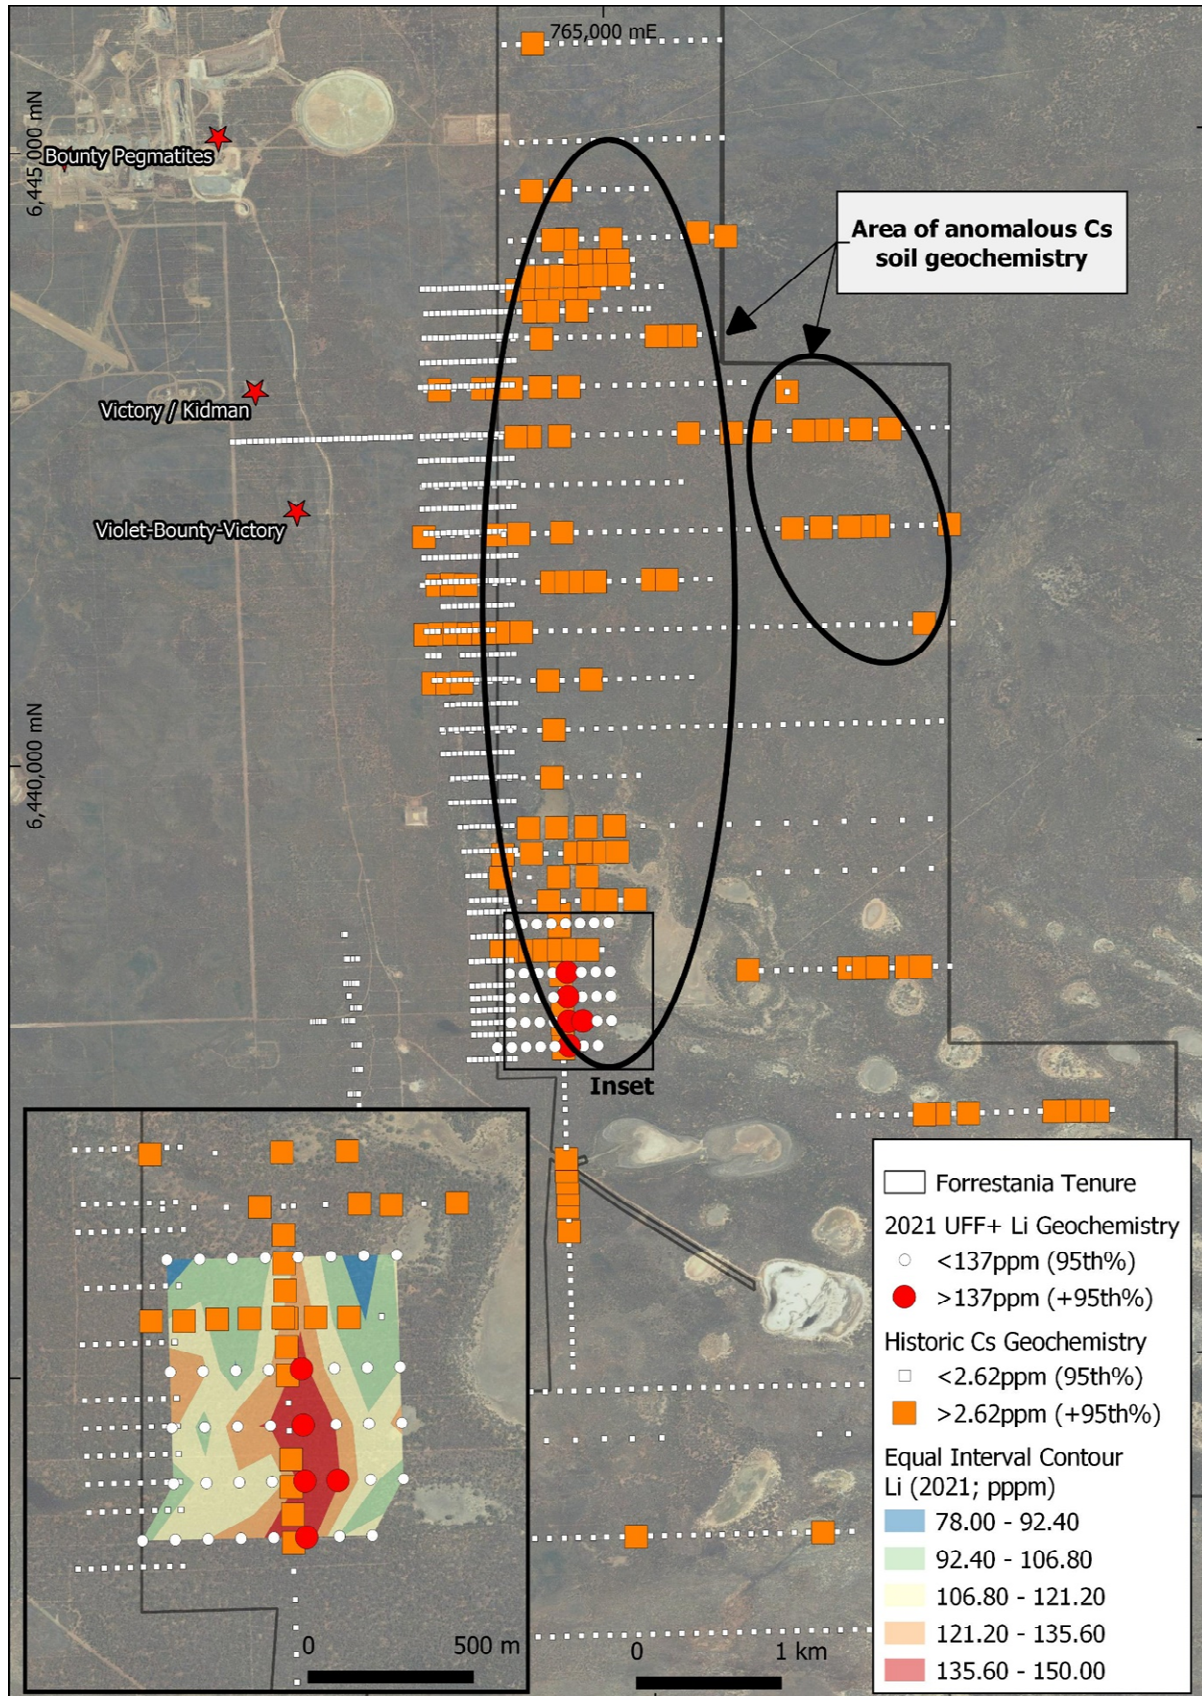 765,000 mE
6,445,000 mN
Bounty Pegmatites
Area of anomalous Cs
soil geochemistry
Victory / Kidman
Violet-Bounty-Victory
6,440,000 mN
Inset
Forrestania Tenure
2021 UFF+ Li Geochemistry
<137ppm (95th%)
>137ppm (+95th%)
Historic Cs Geochemistry
<2.62ppm (95th%)
>2.62ppm (+95th%)
Equal Interval Contour
Li (2021; pppm)
78.00 - 92.40
92.40 - 106.80
106.80 - 121.20
121.20 - 135.60
135.60 - 150.00
0 500 m
0 1 km